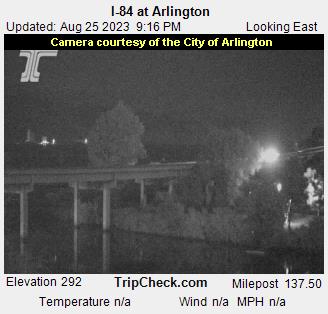 I-84 at Arlington
Updated: Aug 25 2023 9:16 PM Looking East
Camera courtesy of the City of Arlington
Elevation 292 TripCheck.com Milepost 137.50
Temperature n/a Wind n/a MPH n/a